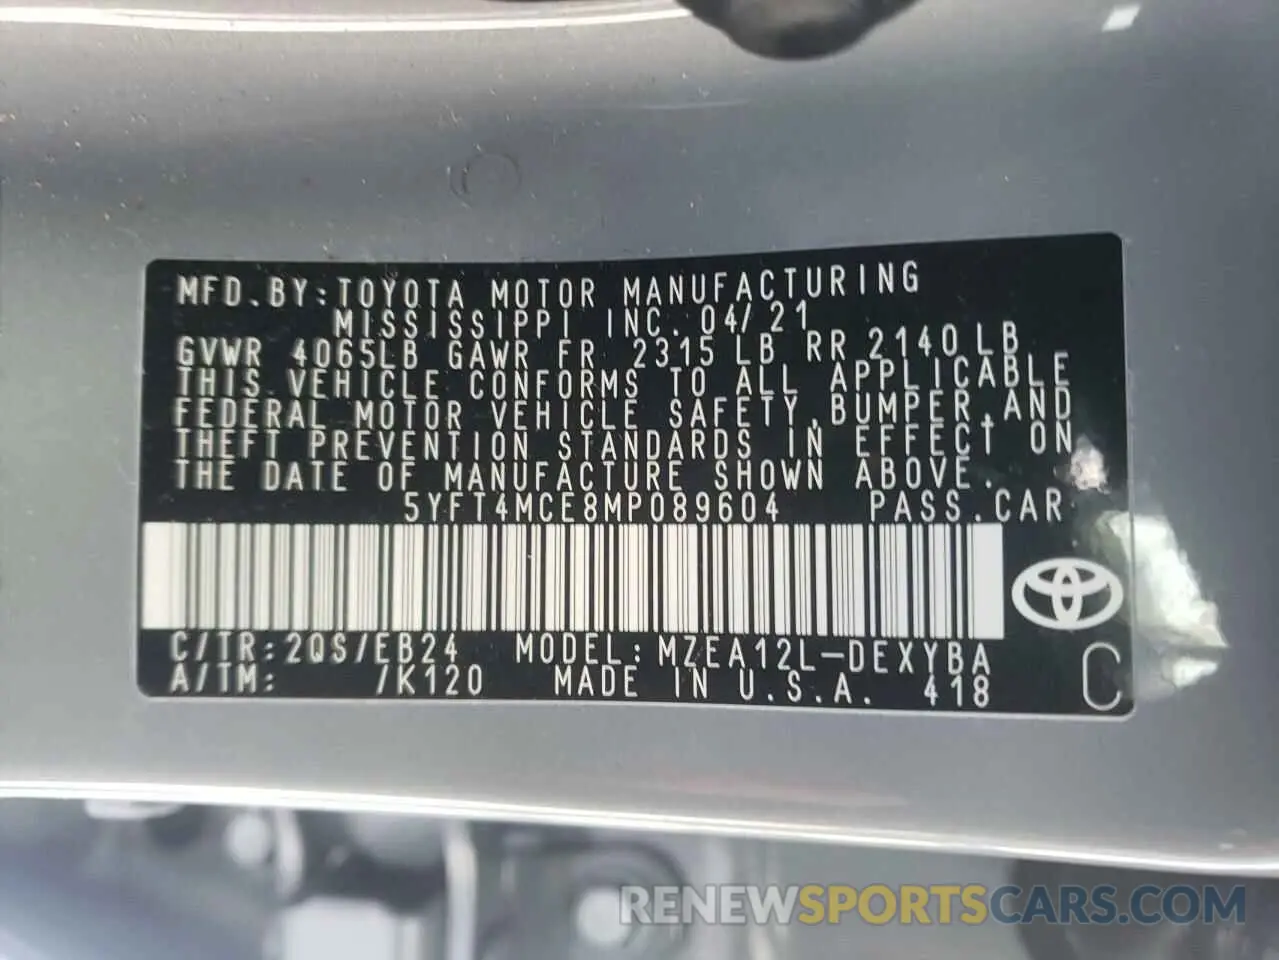 MFD.BY:TOYOTA MOTOR MANUFACTURING
MISSISSIPPI INC. 04/21
GVWR 4065LB GAWR FR 2315LB RR 2140LB
THIS VEHICLE CONFORMS TO ALL APPLICABLE
FEDERAL MOTOR VEHICLE SAFETY,BUMPER,AND
THEFT PREVENTION STANDARDS IN EFFECT ON
THE DATE OF MANUFACTURE SHOWN ABOVE.
5YFT4MCE8MP089604 PASS.CAR
C/TR:2QS/EB24 MODEL:MZEA12L-DEXYBA
A/TM: /K120 MADE IN U.S.A. 418
C
RENEWSPORTSCARS.COM